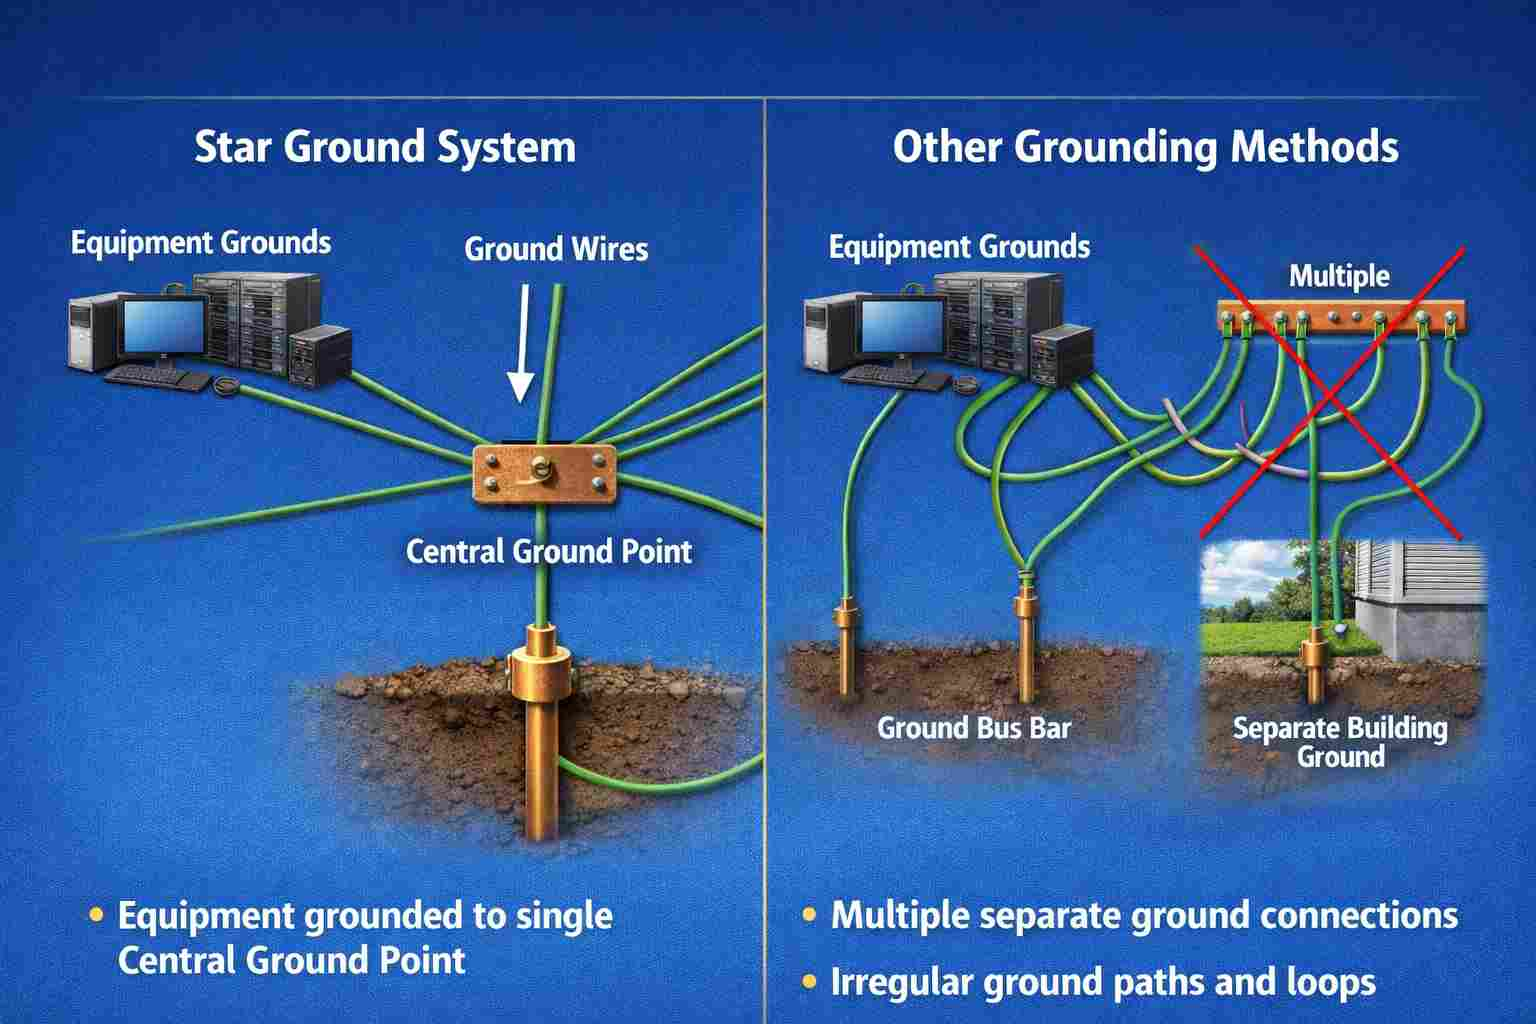 Star Ground System
Equipment Grounds
Ground Wires
Central Ground Point
• Equipment grounded to single
Central Ground Point
Other Grounding Methods
Equipment Grounds
Multiple
Ground Bus Bar
Separate Building
Ground
• Multiple separate ground connections
• Irregular ground paths and loops